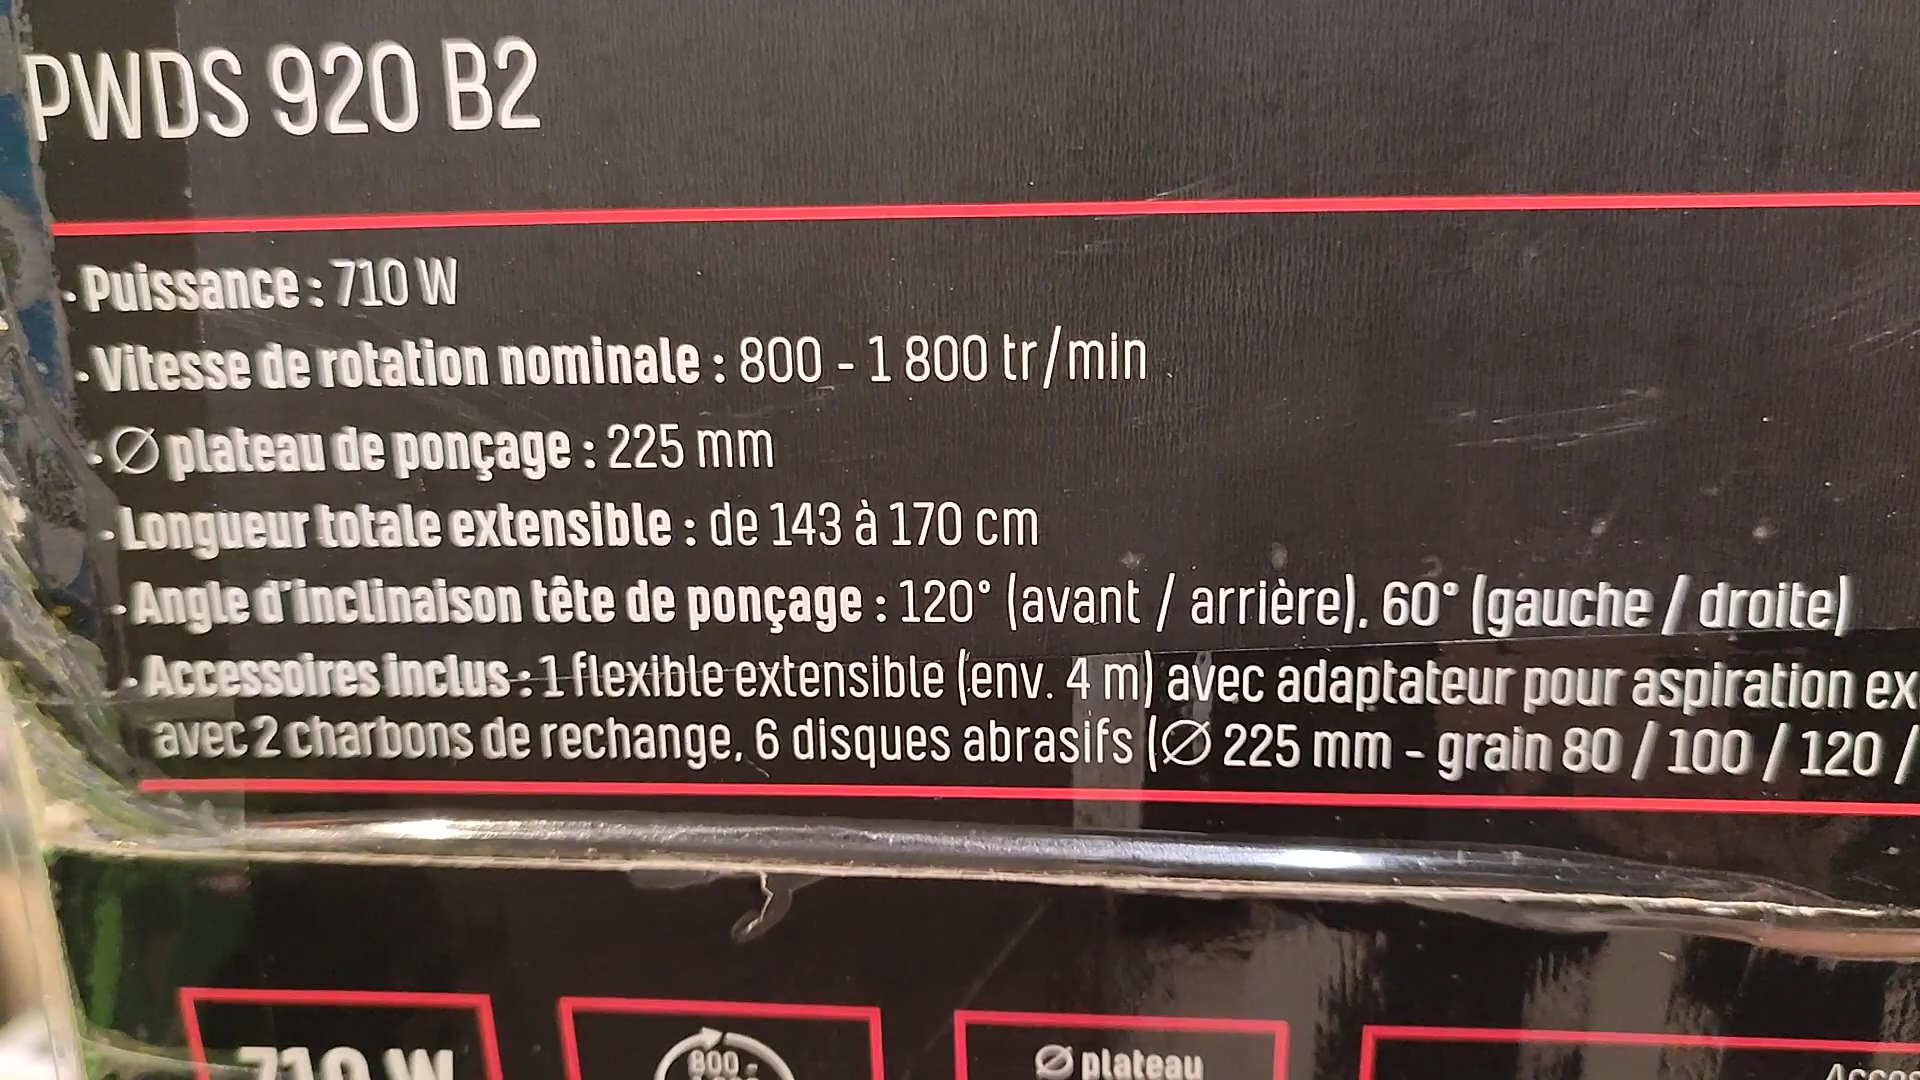 PWDS 920 B2
· Puissance : 710 W
· Vitesse de rotation nominale : 800 - 1 800 tr/min
· Ø plateau de ponçage : 225 mm
· Longueur totale extensible : de 143 à 170 cm
· Angle d'inclinaison tête de ponçage : 120° (avant / arrière), 60° (gauche / droite)
· Accessoires inclus : 1 flexible extensible (env. 4 m) avec adaptateur pour aspiration
avec 2 charbons de rechange, 6 disques abrasifs (Ø 225 mm - grain 80 / 100 / 120 /
710 W
800 -
Ø plateau